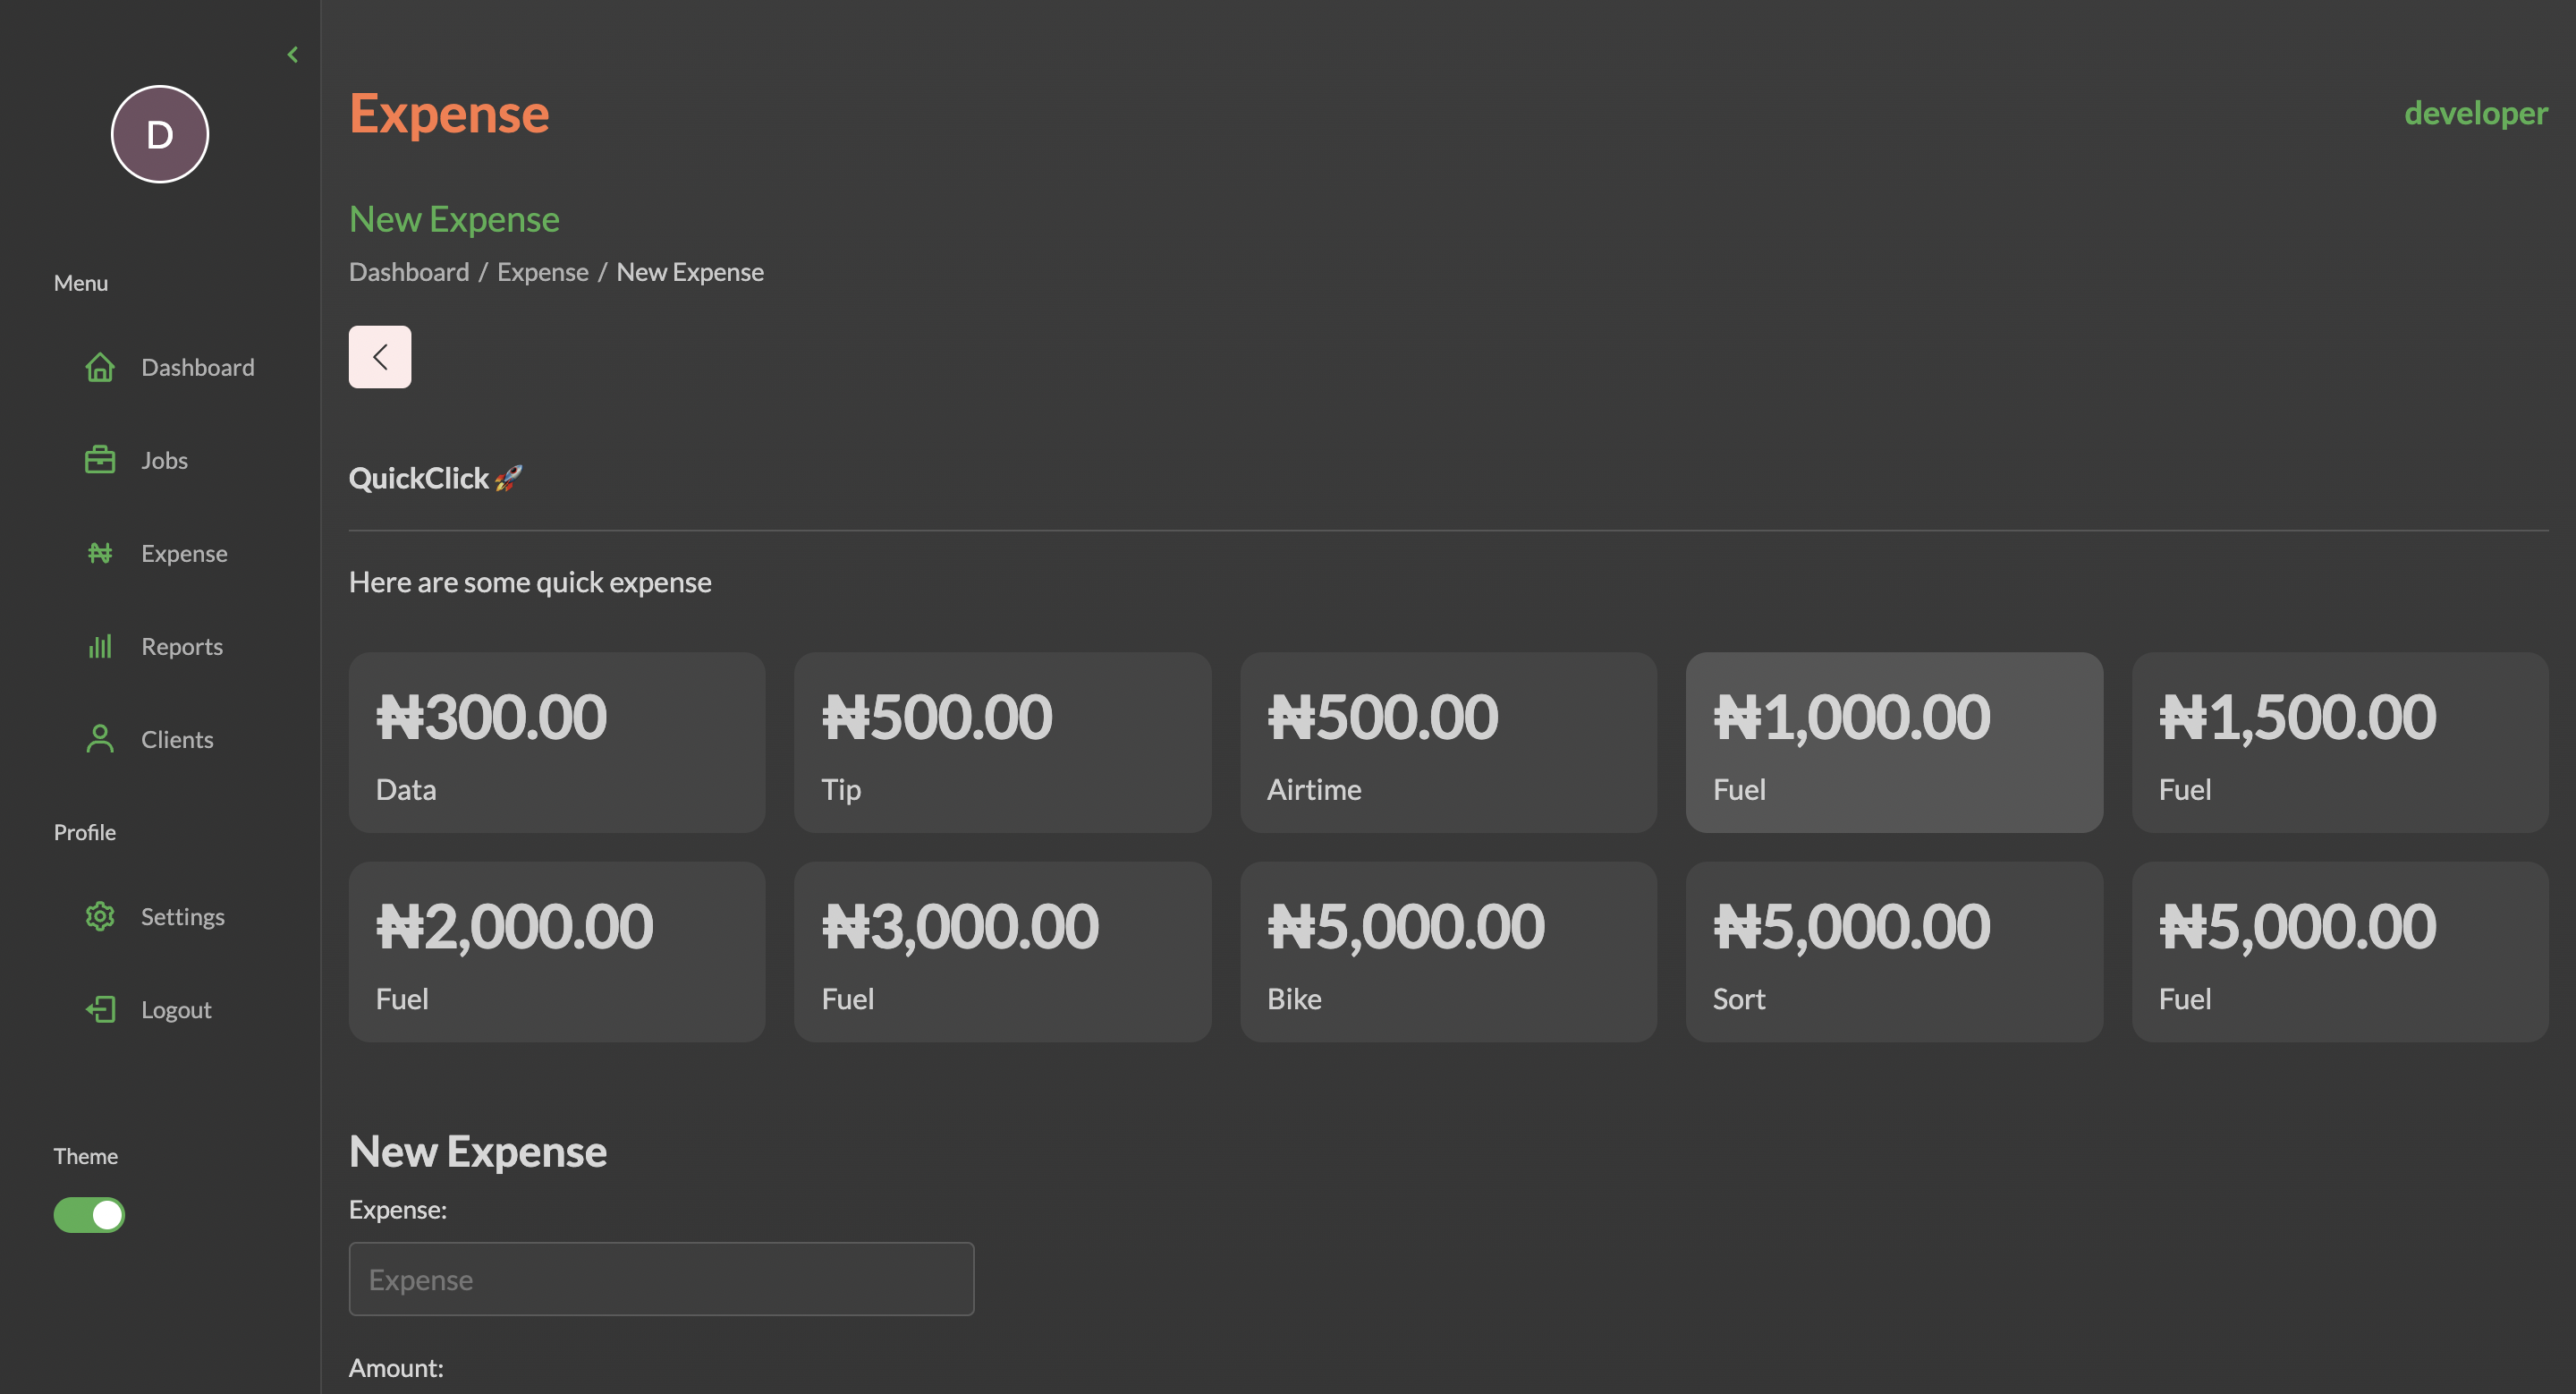 D
Menu
Dashboard
Jobs
Expense
Reports
Clients
Profile
Settings
Logout
Theme
Expense
developer
New Expense
Dashboard / Expense / New Expense
QuickClick 🚀
Here are some quick expense
₦300.00
Data
₦500.00
Tip
₦500.00
Airtime
₦1,000.00
Fuel
₦1,500.00
Fuel
₦2,000.00
Fuel
₦3,000.00
Fuel
₦5,000.00
Bike
₦5,000.00
Sort
₦5,000.00
Fuel
New Expense
Expense:
Expense
Amount: